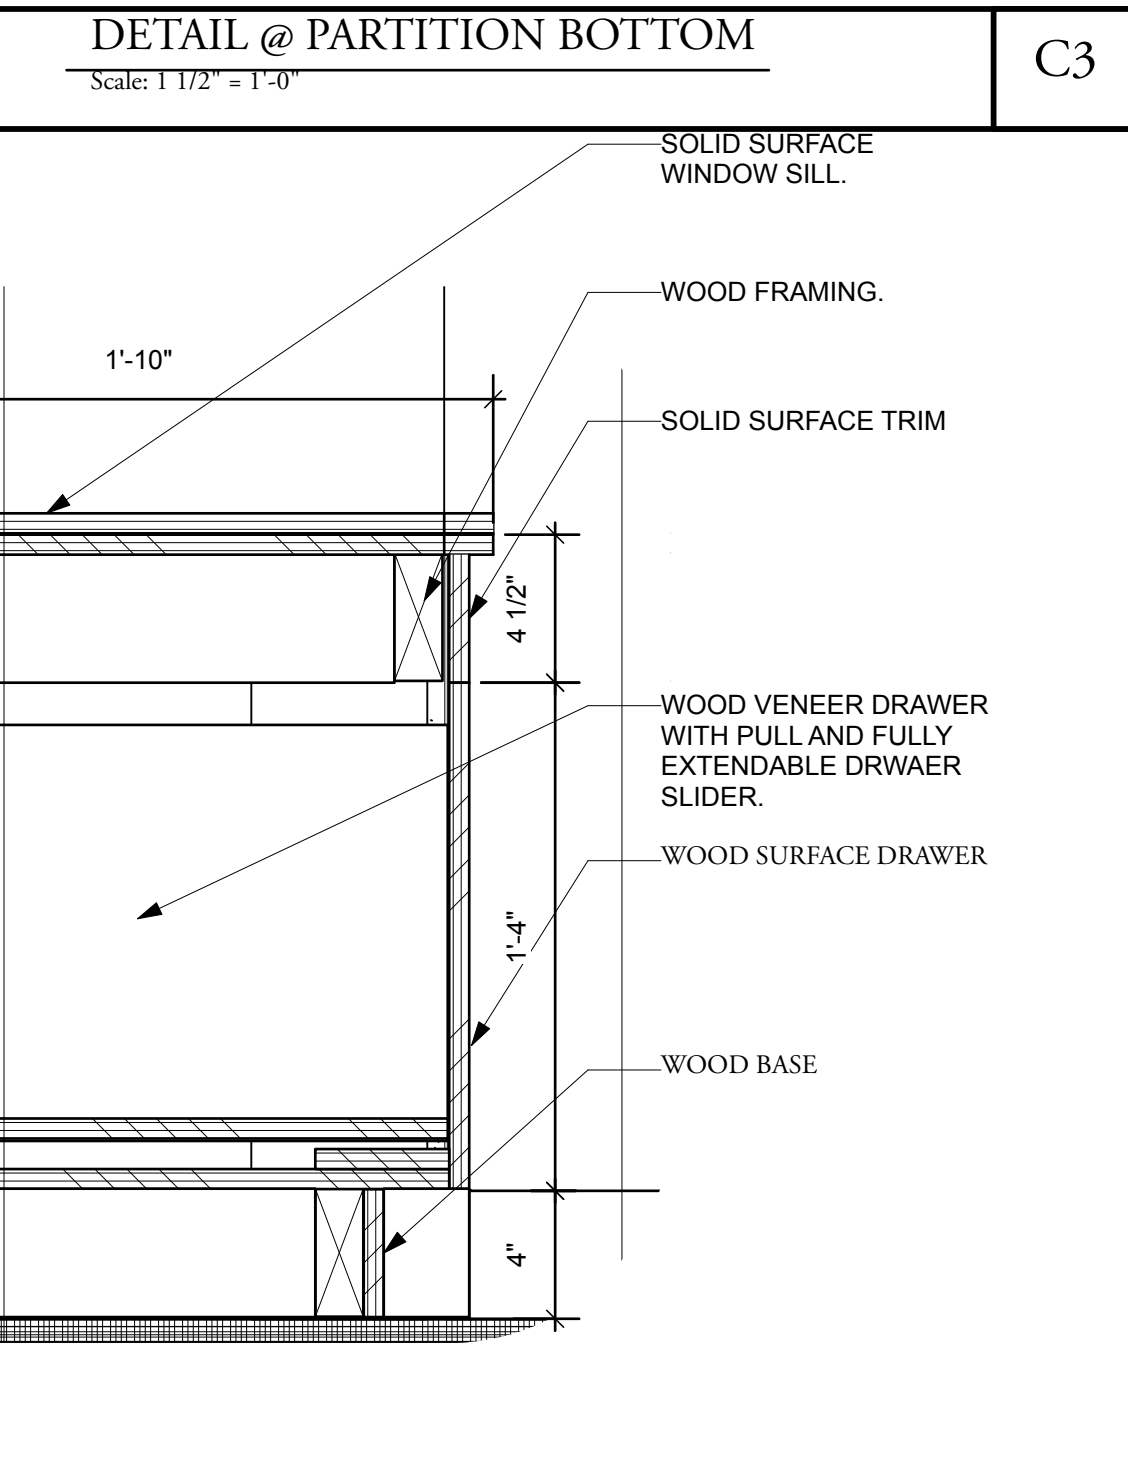 DETAIL @ PARTITION BOTTOM
C3
Scale: 1 1/2" = 1'-0"
SOLID SURFACE
WINDOW SILL.
WOOD FRAMING.
1'-10"
SOLID SURFACE TRIM
4 1/2"
WOOD VENEER DRAWER
WITH PULL AND FULLY
EXTENDABLE DRWAER
SLIDER.
WOOD SURFACE DRAWER
1'-4"
WOOD BASE
4"